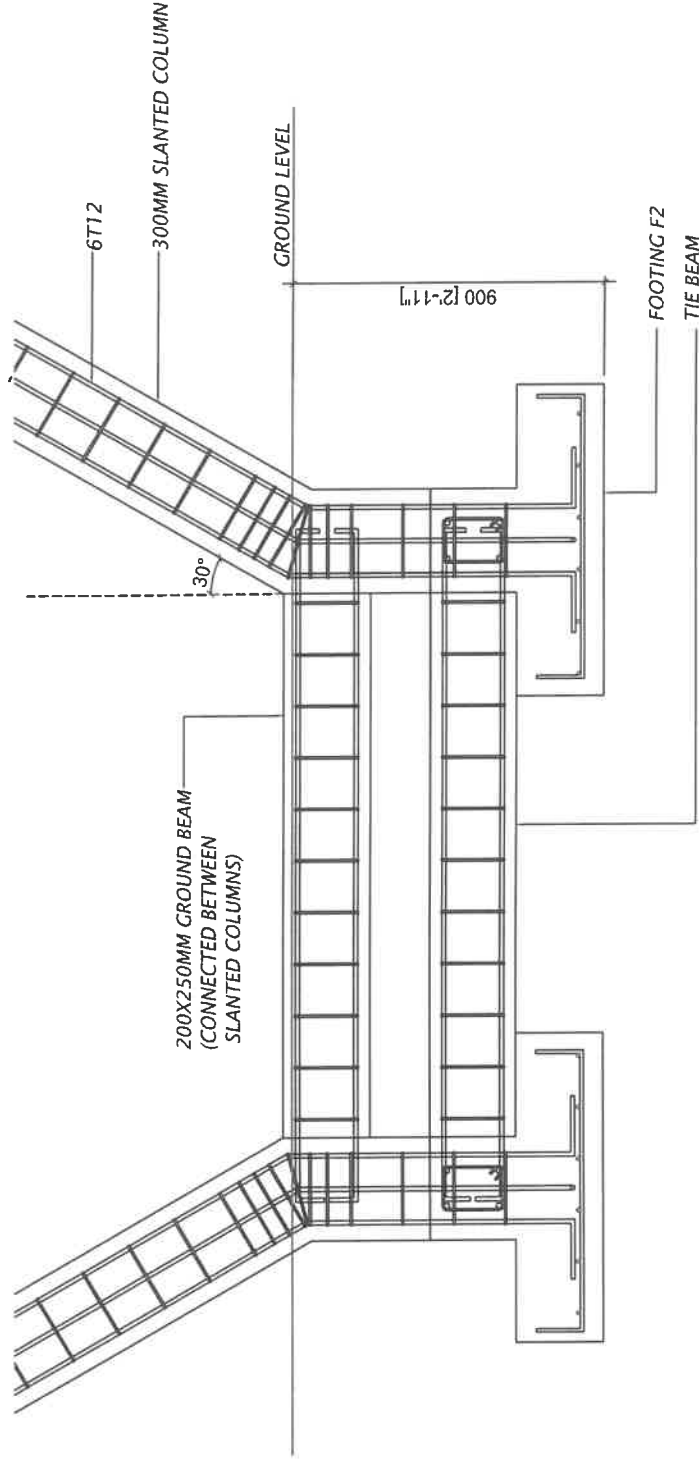 6T12
300MM SLANTED COLUMN
GROUND LEVEL
30°
200X250MM GROUND BEAM
(CONNECTED BETWEEN
SLANTED COLUMNS)
900 [2'-11"]
FOOTING F2
TIE BEAM